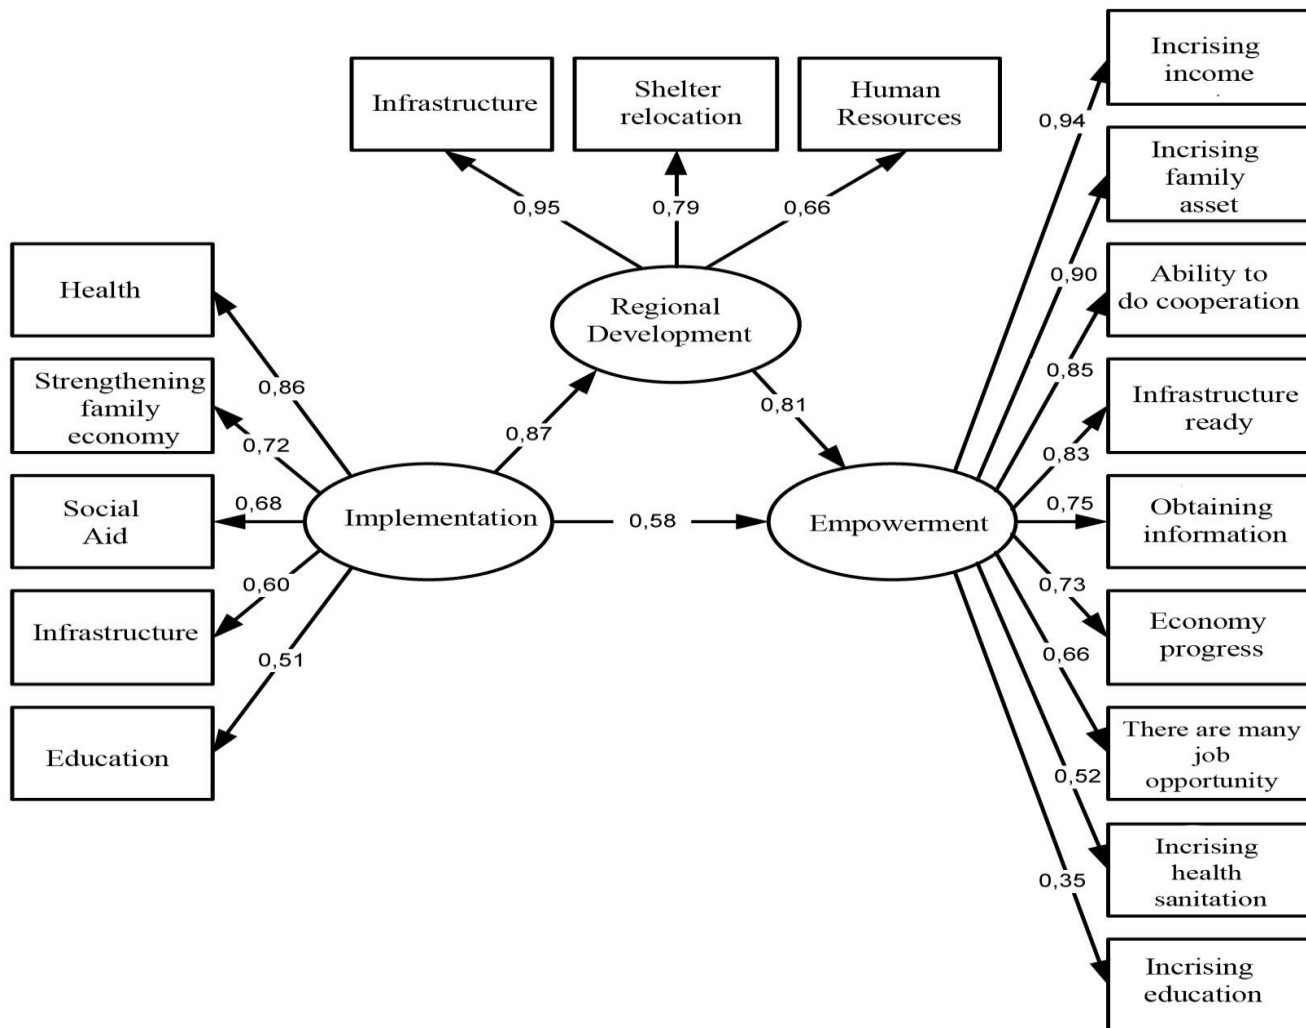 Infrastructure
Shelter
relocation
Human
Resources
0,95
0,79
0,66
Regional
Development
Health
Strengthening
family
economy
Social
Aid
Infrastructure
Education
0,86
0,72
0,68
0,60
0,51
Implementation
0,87
0,58
0,81
Empowerment
0,94
0,90
0,85
0,83
0,75
0,73
0,66
0,52
0,35
Incrising
income
Incrising
family
asset
Ability to
do cooperation
Infrastructure
ready
Obtaining
information
Economy
progress
There are many
job
opportunity
Incrising
health
sanitation
Incrising
education